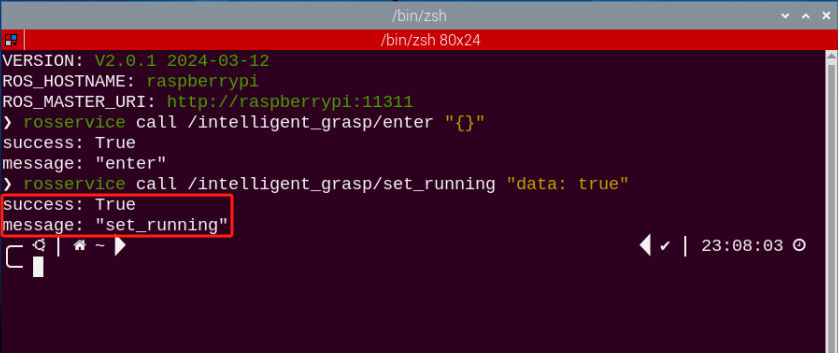 /bin/zsh
/bin/zsh 80x24
VERSION: V2.0.1 2024-03-12
ROS_HOSTNAME: raspberrypi
ROS_MASTER_URI: http://raspberrypi:11311
❯ rosservice call /intelligent_grasp/enter "{}"
success: True
message: "enter"
❯ rosservice call /intelligent_grasp/set_running "data: true"
success: True
message: "set_running"
~ ✔ 23:08:03